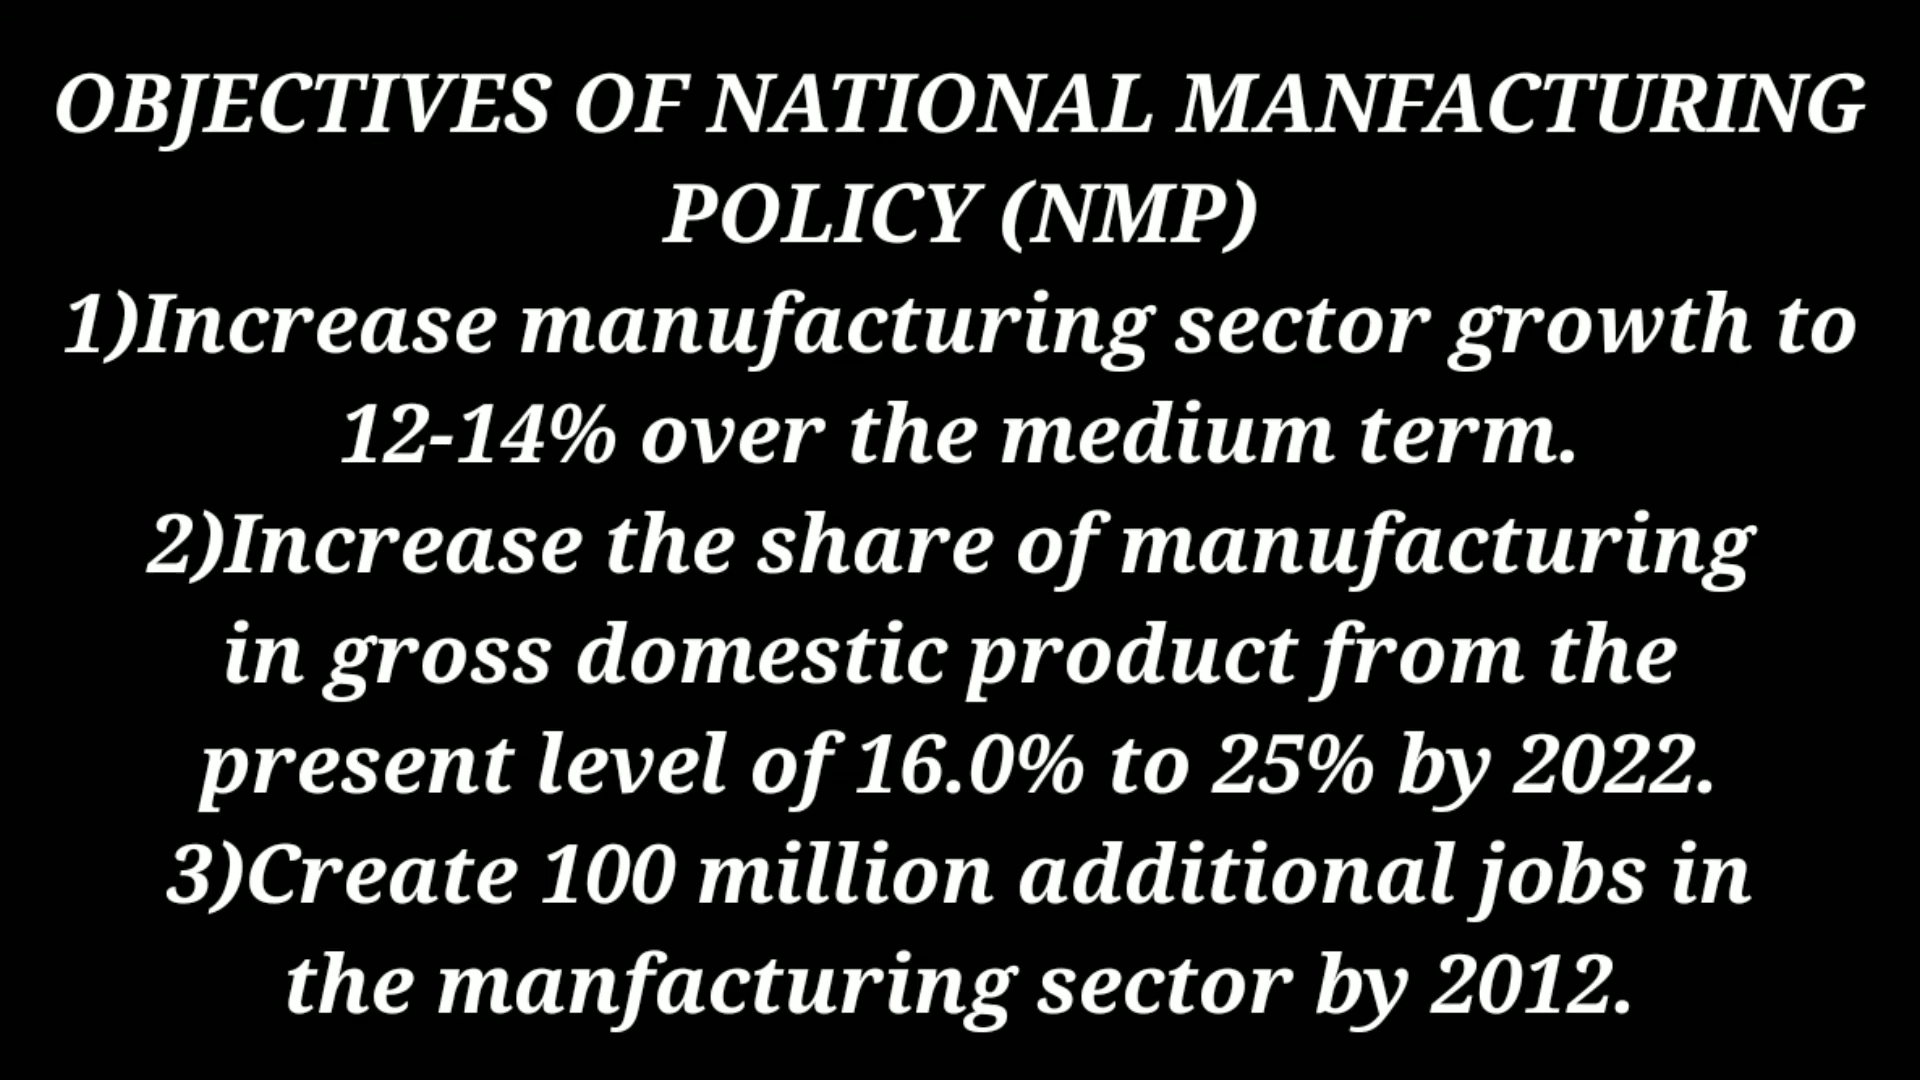 OBJECTIVES OF NATIONAL MANFACTURING
POLICY (NMP)
1)Increase manufacturing sector growth to
12-14% over the medium term.
2)Increase the share of manufacturing
in gross domestic product from the
present level of 16.0% to 25% by 2022.
3)Create 100 million additional jobs in
the manfacturing sector by 2012.